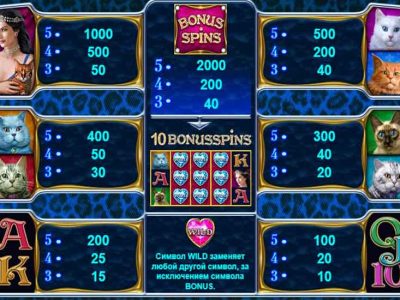 5 • 1000
4 • 500
3 • 50
BONUS
SPINS
5 • 2000
3 • 200
3 • 40
5 • 500
4 • 200
3 • 40
5 • 400
4 • 50
3 • 30
10 BONUSSPINS
K
A
A
5 • 300
4 • 40
3 • 20
A
K
5 • 200
4 • 25
3 • 15
WILD
Символ WILD заменяет
любой другой символ, за
исключением символа
BONUS.
5 • 100
4 • 20
3 • 10
Q
J
10